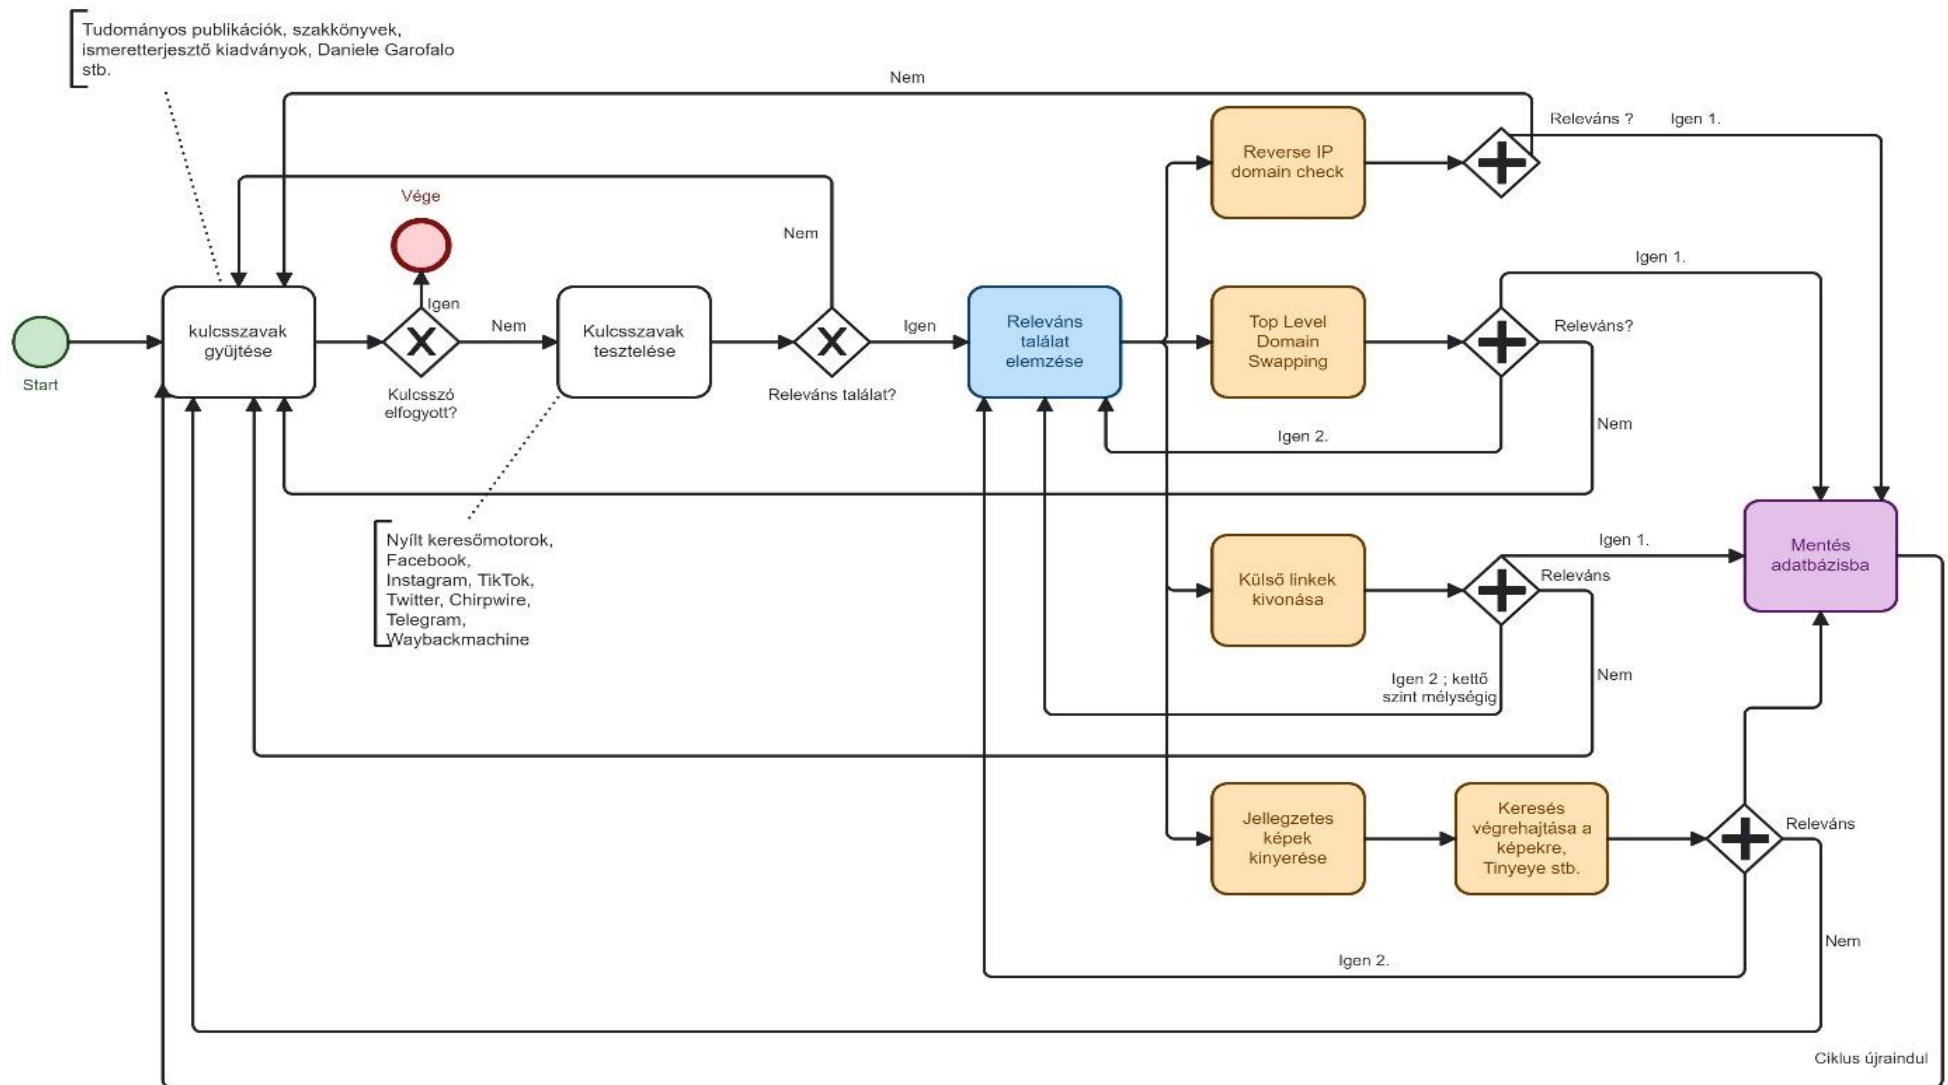 Tudományos publikációk, szakkönyvek,
ismeretterjesztő kiadványok, Daniele Garofalo
stb.
Nem
Releváns ?
Igen 1.
Reverse IP
domain check
Vége
Nem
Igen
Igen 1.
kulcsszavak
gyüjtése
Nem
Kulcsszavak
tesztelése
Igen
Releváns
találat
elemzése
Top Level
Domain
Swapping
Releváns?
Start
Kulcsszó
elfogyott?
Releváns találat?
Igen 2.
Nem
Nyílt keresőmotorok,
Facebook,
Instagram, TikTok,
Twitter, Chirpwire,
Telegram,
Waybackmachine
Igen 1.
Mentés
adatbázisba
Külső linkek
kivonása
Releváns
Igen 2 ; kettő
szint mélységig
Nem
Jellegzetes
képek
kinyerése
Keresés
végrehajtása a
képekre,
Tinyeye stb.
Releváns
Nem
Igen 2.
Ciklus újraindul